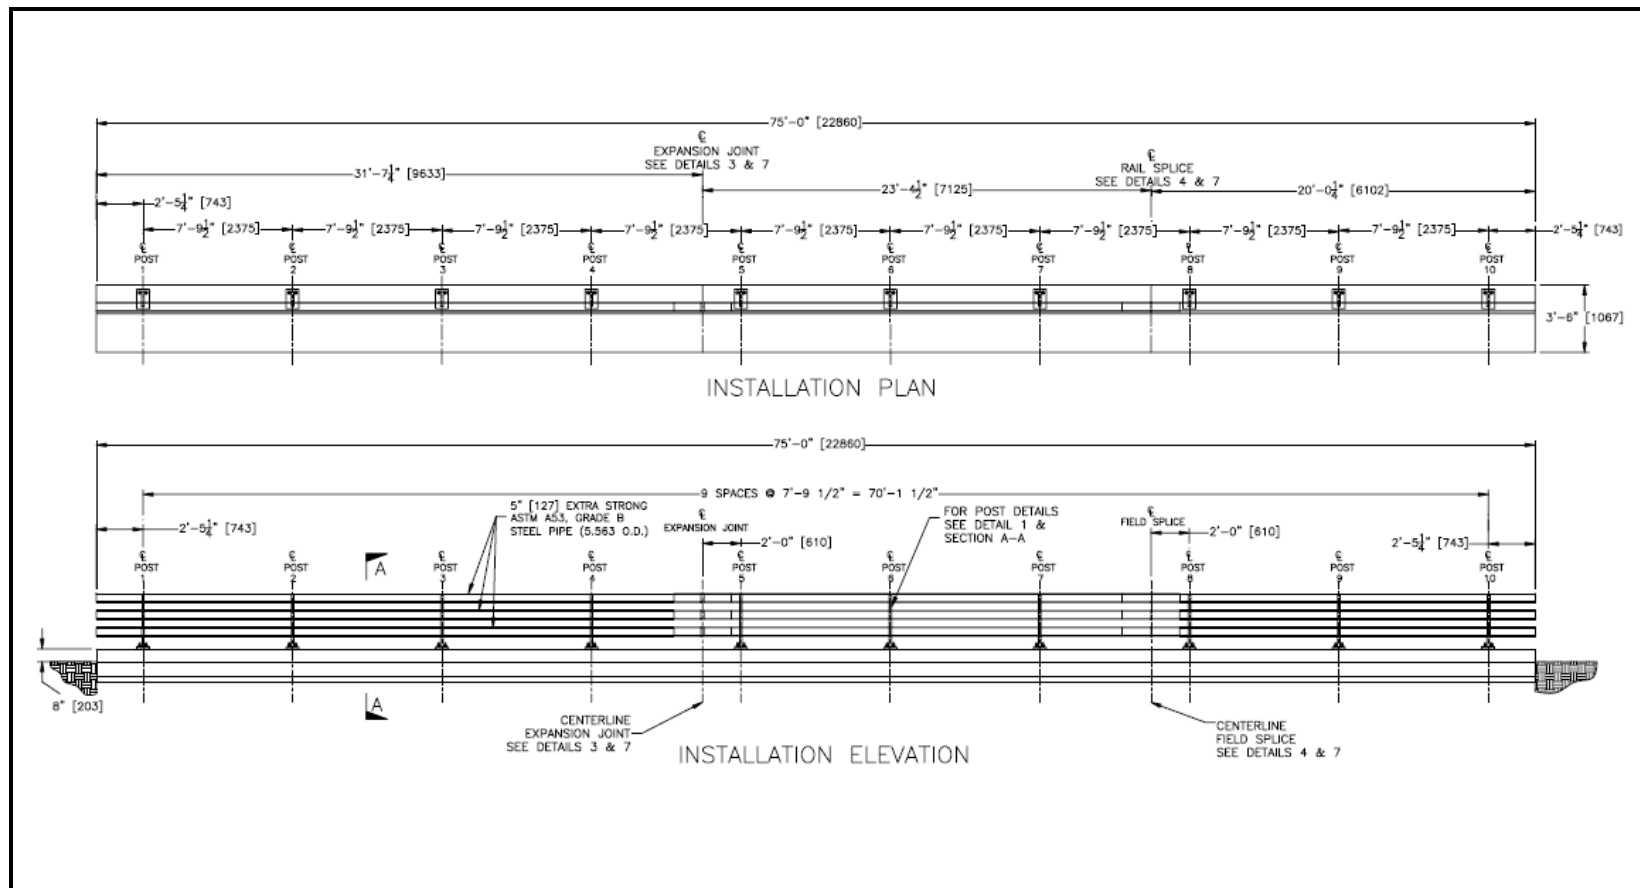 75'-0" [22860]
℄
EXPANSION JOINT
SEE DETAILS 3 & 7
℄
RAIL SPLICE
SEE DETAILS 4 & 7
31'-7¼" [9633]
23'-4½" [7125]
20'-0¼" [6102]
2'-5¼" [743]
7'-9½" [2375] 7'-9½" [2375] 7'-9½" [2375] 7'-9½" [2375] 7'-9½" [2375] 7'-9½" [2375] 7'-9½" [2375] 7'-9½" [2375] 7'-9½" [2375] 2'-5¼" [743]
℄ ℄ ℄ ℄ ℄ ℄ ℄ ℄ ℄ ℄
POST POST POST POST POST POST POST POST POST POST
1 2 3 4 5 6 7 8 9 10
3'-6" [1067]
INSTALLATION PLAN
75'-0" [22860]
9 SPACES @ 7'-9 1/2" = 70'-1 1/2"
5" [127] EXTRA STRONG
ASTM A53, GRADE B
STEEL PIPE (5.563 O.D.)
℄
EXPANSION JOINT
FOR POST DETAILS
SEE DETAIL 1 &
SECTION A-A
℄
FIELD SPLICE
2'-5¼" [743]
2'-0" [610]
2'-0" [610]
2'-5¼" [743]
℄ ℄ ℄ ℄ ℄ ℄ ℄ ℄ ℄ ℄
POST POST POST POST POST POST POST POST POST POST
1 2 3 4 5 6 7 8 9 10
A
8" [203]
A
CENTERLINE
EXPANSION JOINT
SEE DETAILS 3 & 7
CENTERLINE
FIELD SPLICE
SEE DETAILS 4 & 7
INSTALLATION ELEVATION